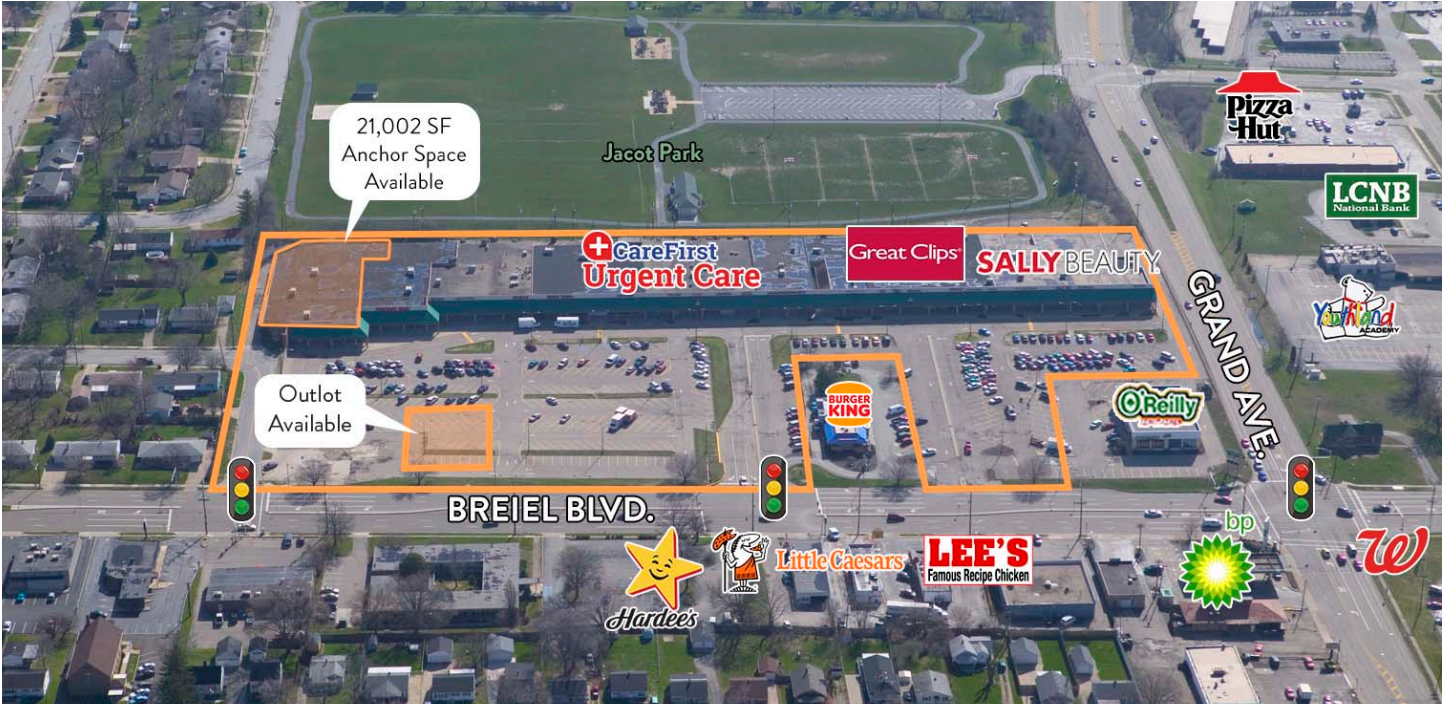 21,002 SF
Anchor Space
Available
Jacot Park
Pizza
Hut
LCNB
National Bank
CareFirst
Urgent Care
Great Clips
SALLY BEAUTY
Youthland
ACADEMY
GRAND AVE.
Outlot
Available
BURGER
KING
O'Reilly
BREIEL BLVD.
Hardee's
Little Caesars
LEE'S
Famous Recipe Chicken
bp
W